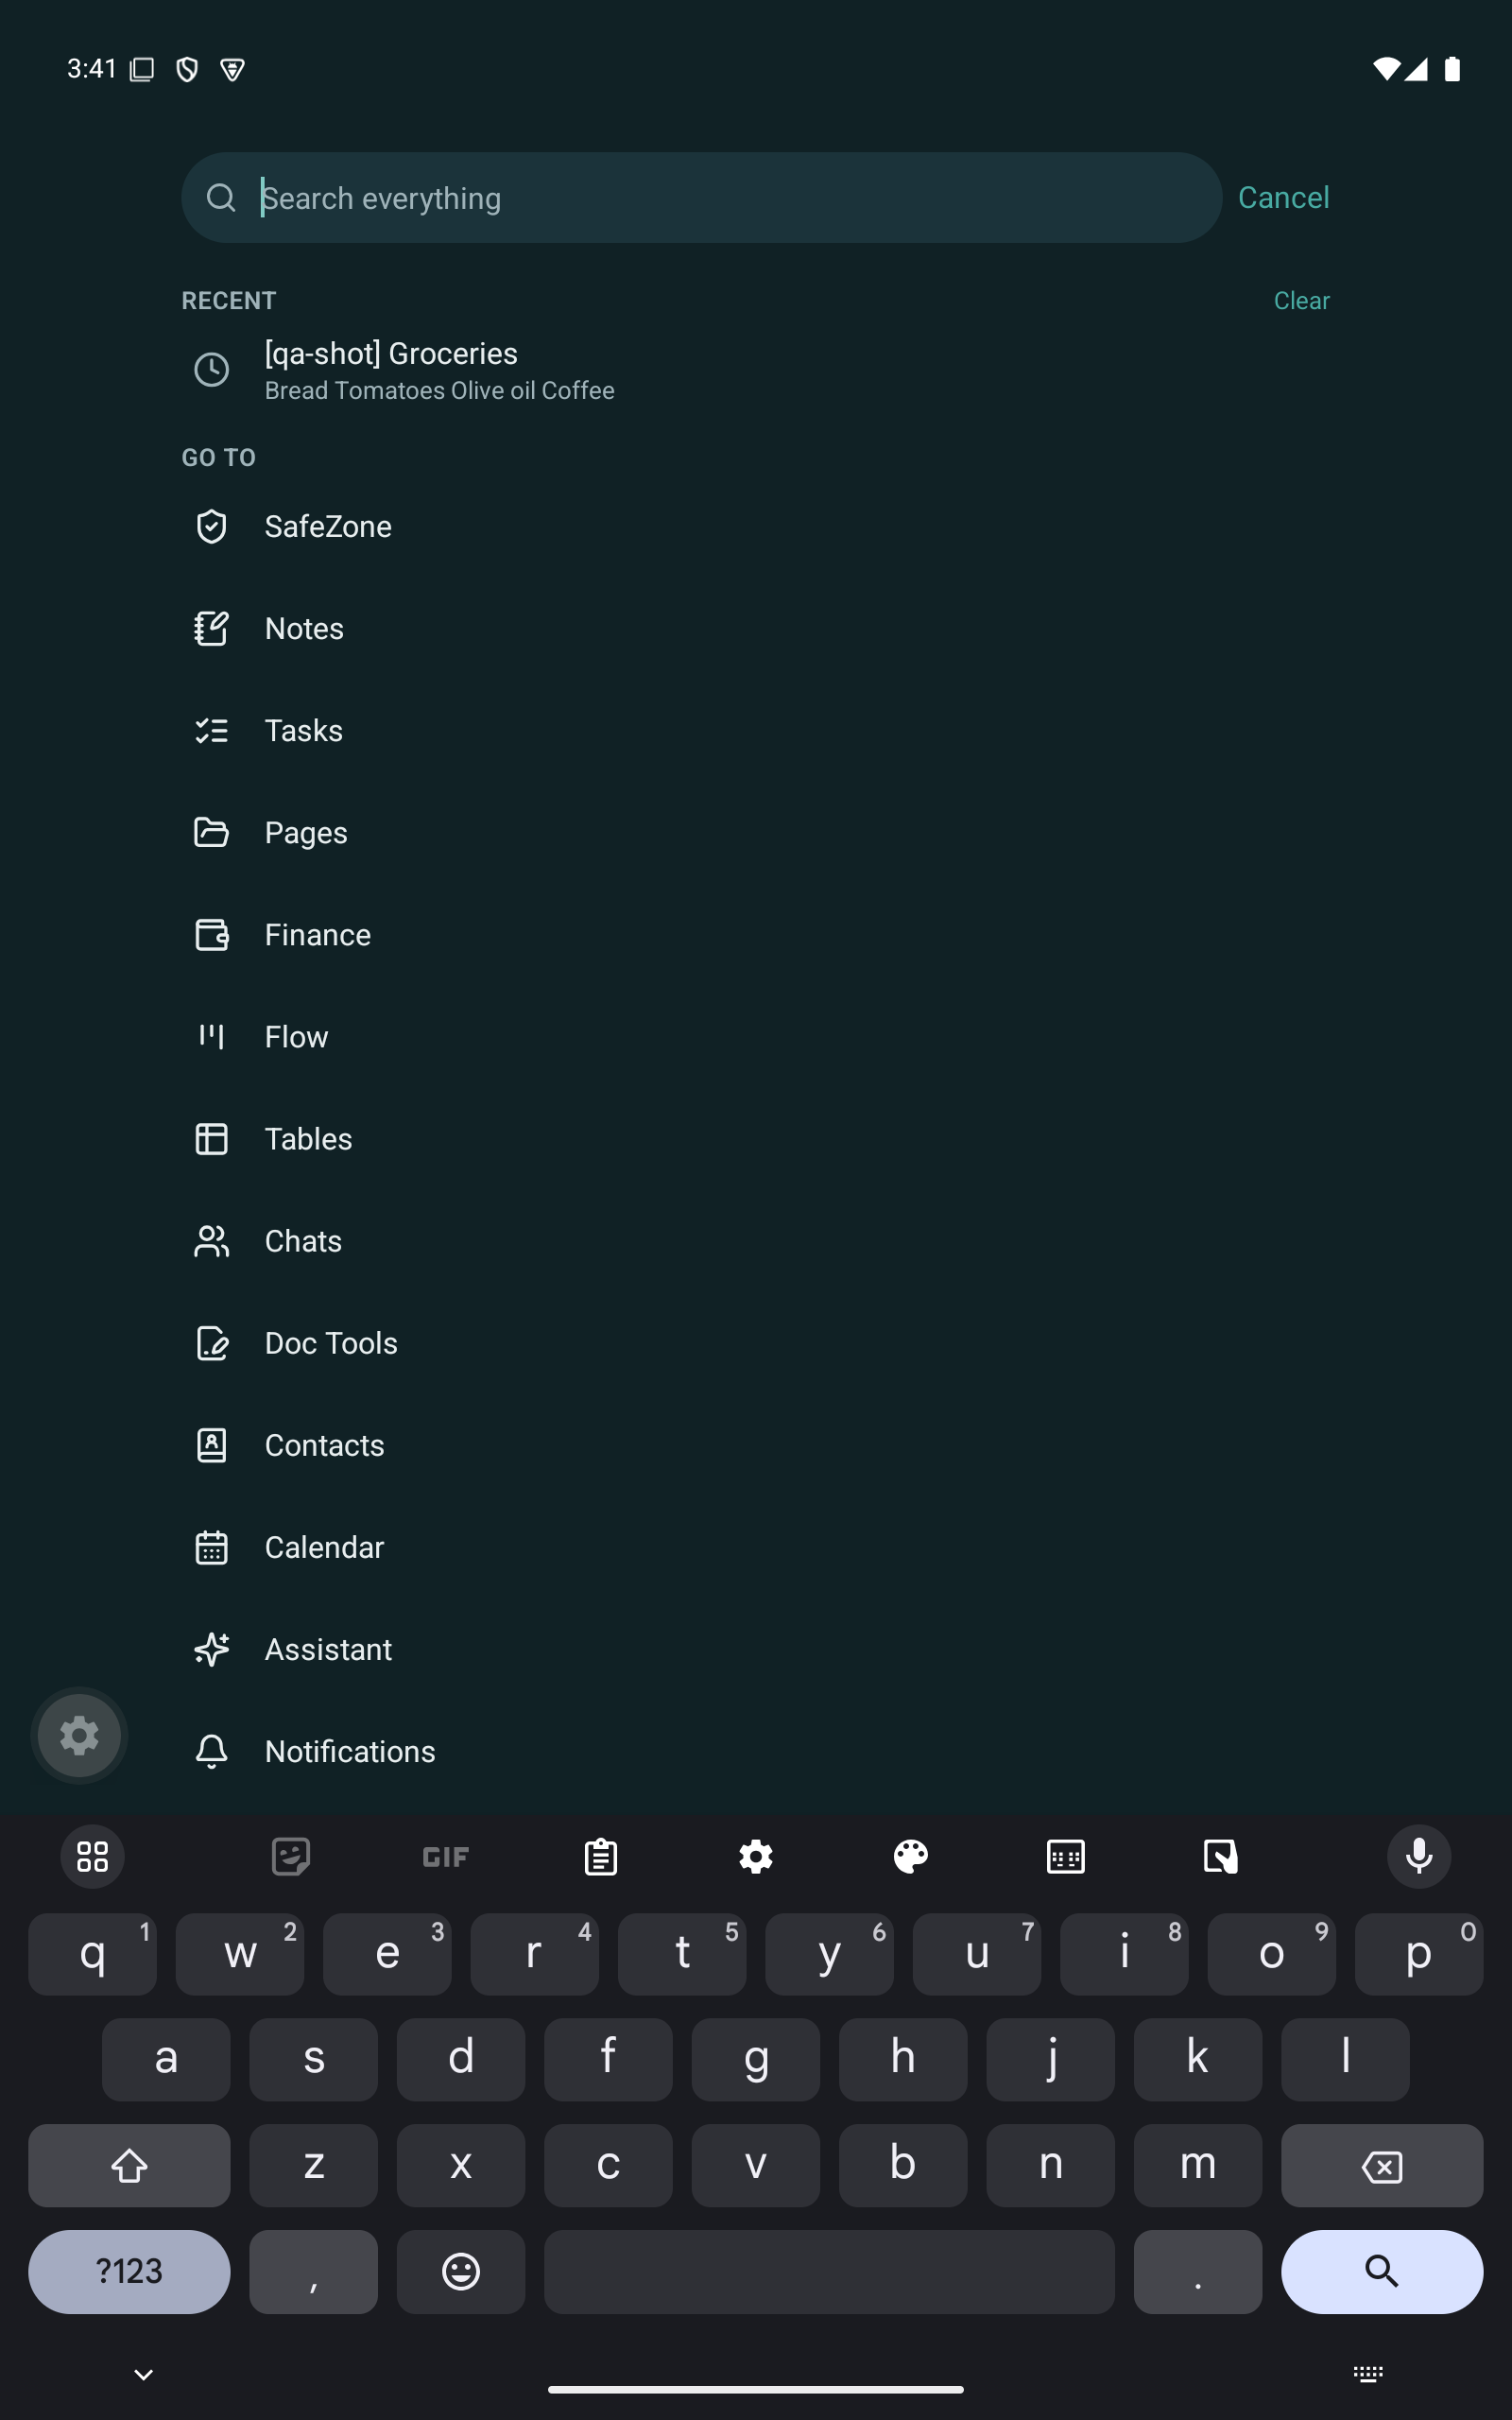 3:41
Search everything
Cancel
RECENT
Clear
[qa-shot] Groceries
Bread Tomatoes Olive oil Coffee
GO TO
SafeZone
Notes
Tasks
Pages
Finance
Flow
Tables
Chats
Doc Tools
Contacts
Calendar
Assistant
Notifications
GIF
q 1 w 2 e 3 r 4 t 5 y 6 u 7 i 8 o 9 p 0
a s d f g h j k l
z x c v b n m
?123 , .